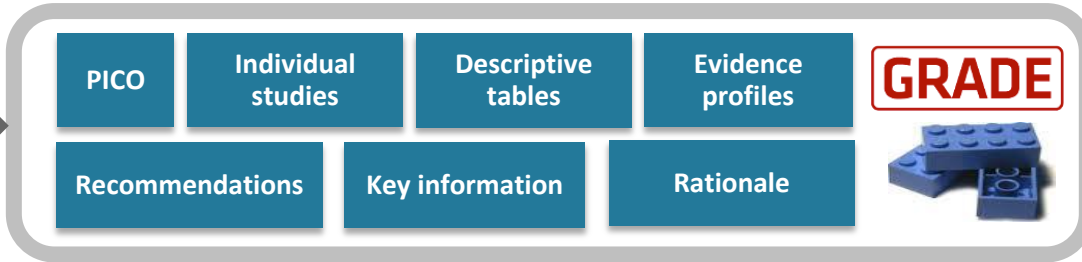 PICO
Individual
studies
Descriptive
tables
Evidence
profiles
GRADE
Recommendations
Key information
Rationale